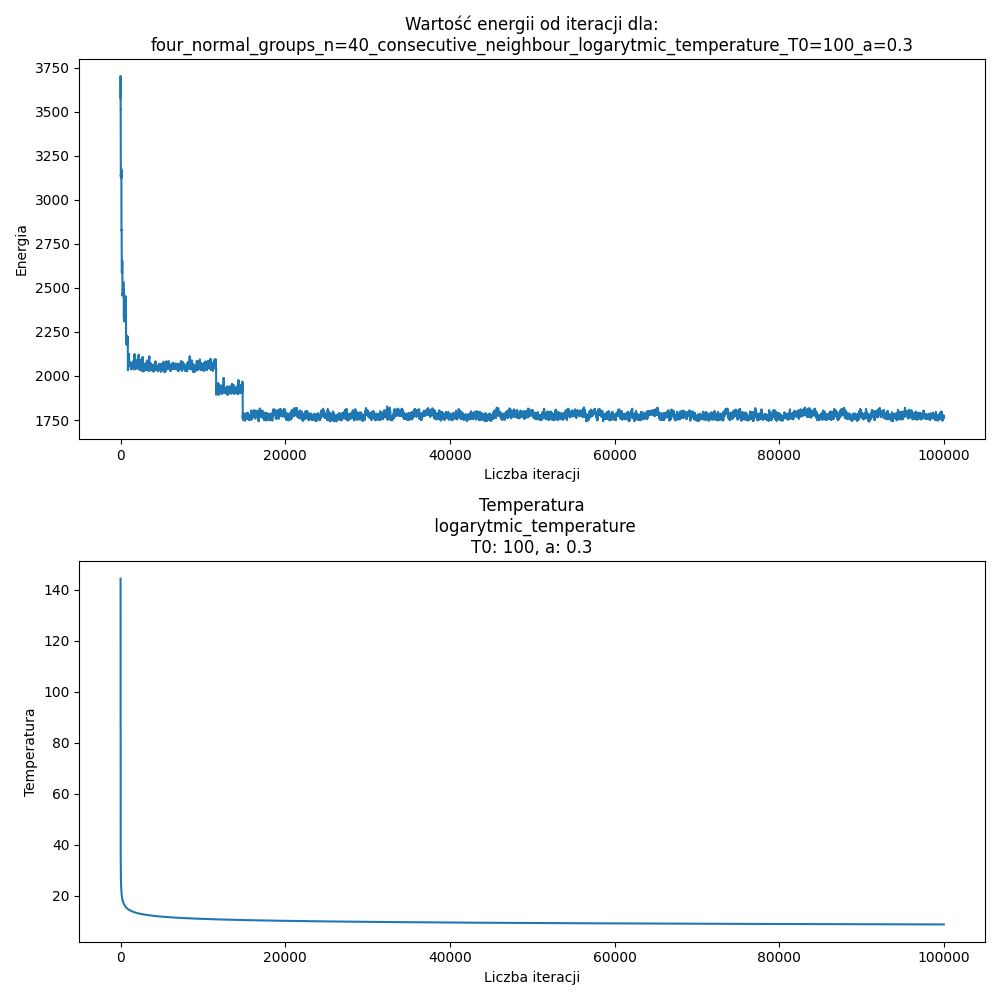 Wartość energii od iteracji dla:
four_normal_groups_n=40_consecutive_neighbour_logarytmic_temperature_T0=100_a=0.3
3750
3500
3250
3000
2750
2500
2250
2000
1750
Energia
0 20000 40000 60000 80000 100000
Liczba iteracji
Temperatura
logarytmic_temperature
T0: 100, a: 0.3
140
120
100
80
60
40
20
Temperatura
0 20000 40000 60000 80000 100000
Liczba iteracji